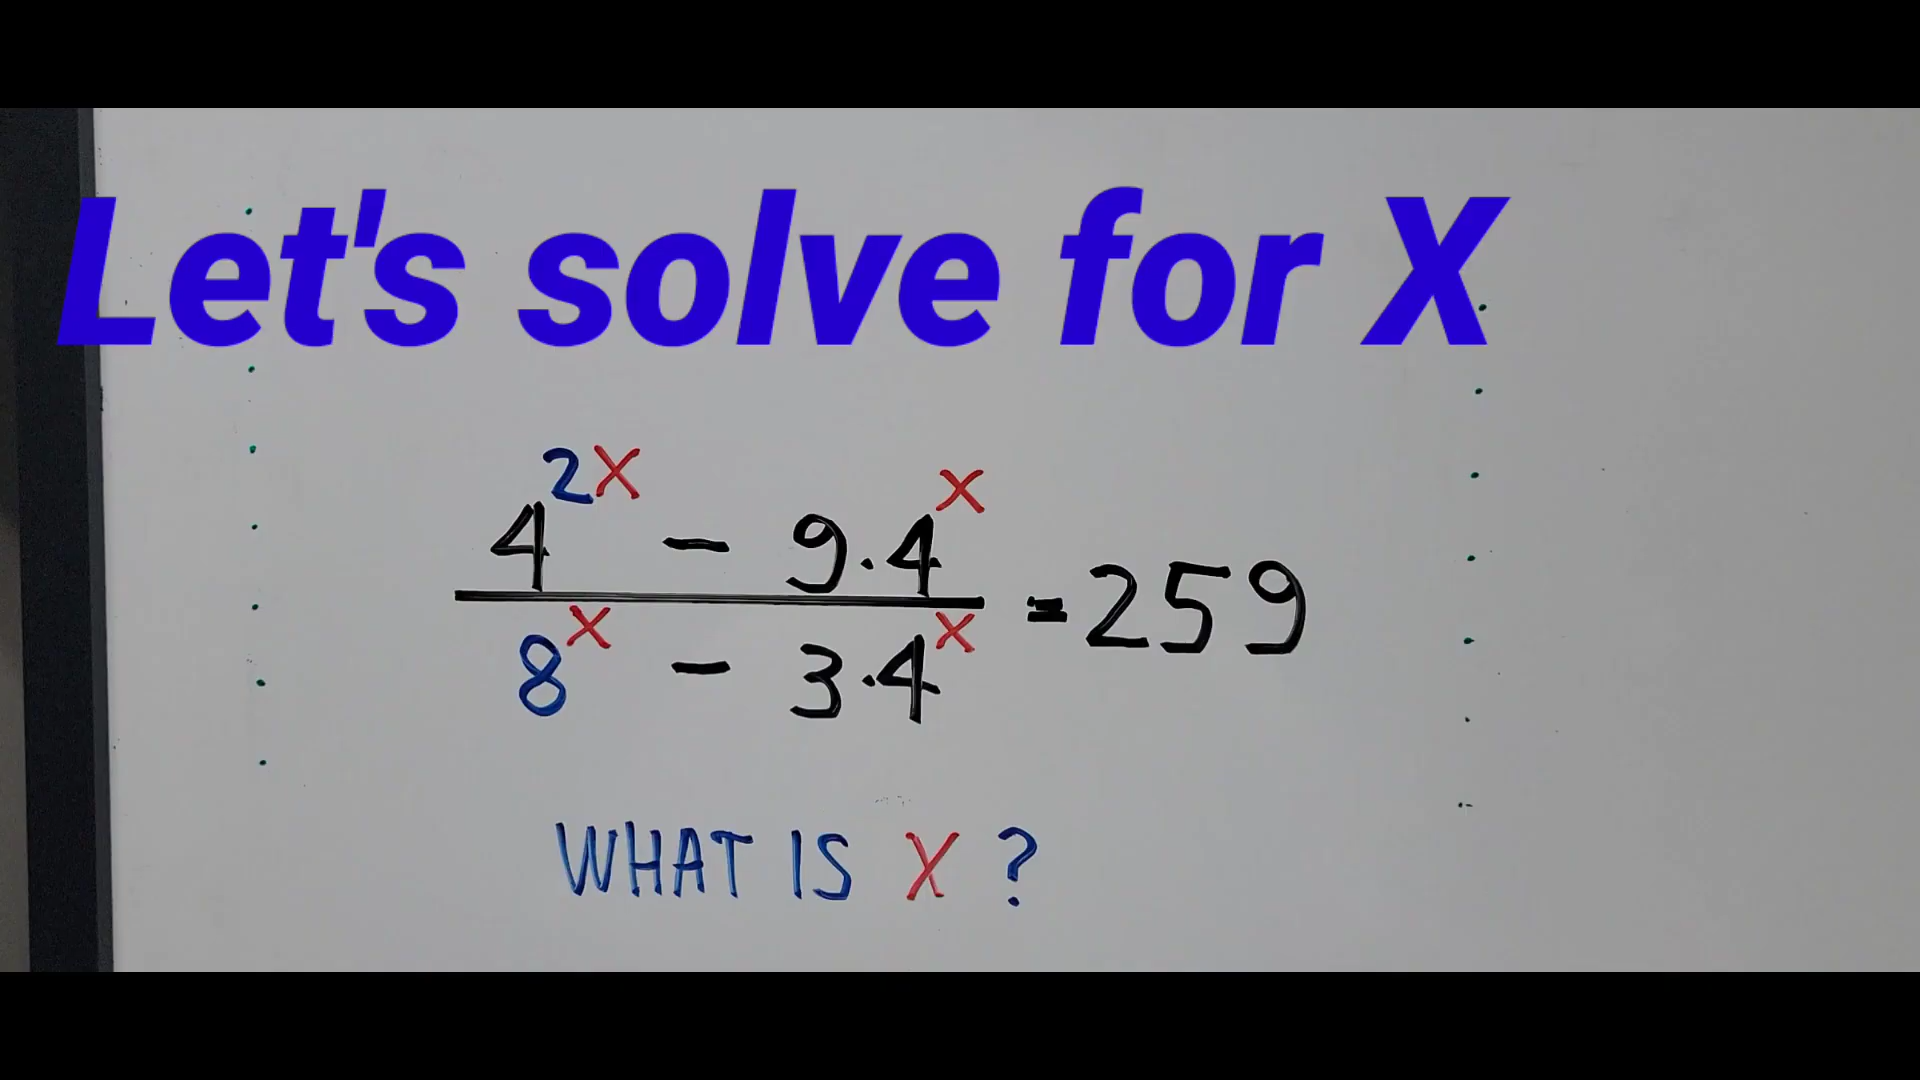 Let's solve for X
4^{2x} - 9.4^x
8^x - 3.4^x
= 259
WHAT IS X ?